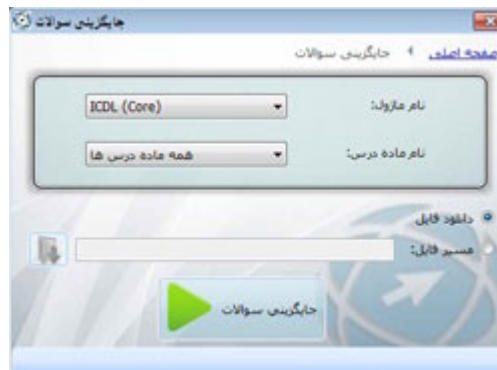 جایگزینی سوالات
صفحه اصلی جایگزینی سوالات
نام ماژول: ICDL (Core)
نام ماده درس: همه ماده درس ها
دانلود فایل
مسیر فایل:
جایگزینی سوالات